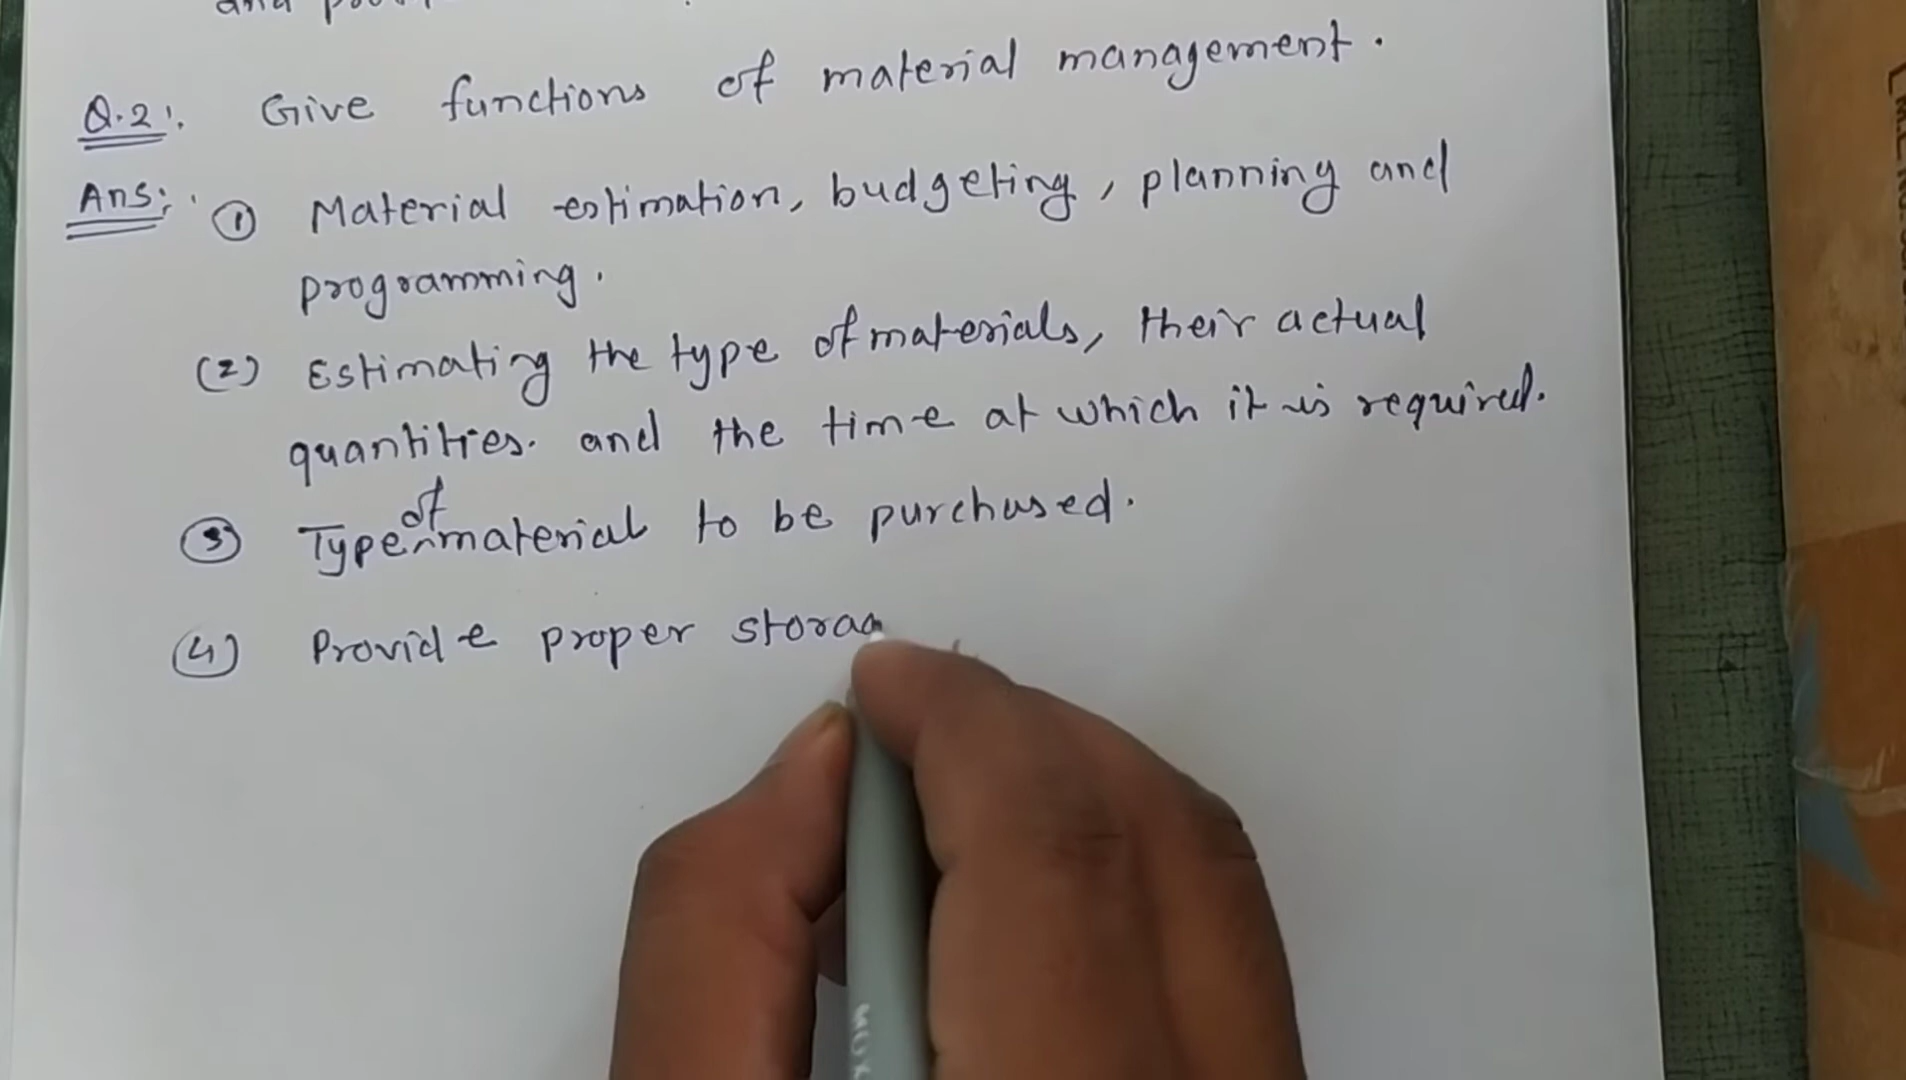 and
Q.2:. Give functions of material management.
Ans:. ① Material estimation, budgeting, planning and
programming.
(2) Estimating the type of materials, their actual
quantities. and the time at which it is required.
of
③ Type material to be purchased.
(4) Provide proper storag